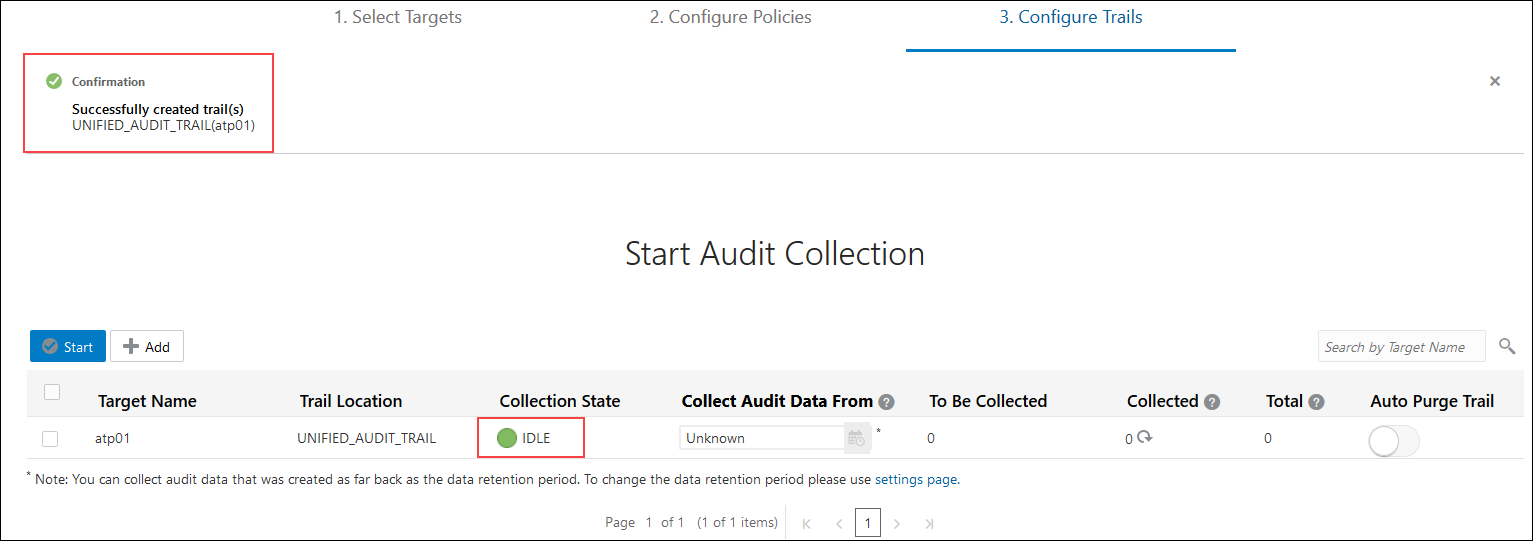 1. Select Targets 2. Configure Policies 3. Configure Trails
Confirmation
Successfully created trail(s)
UNIFIED_AUDIT_TRAIL(atp01)
Start Audit Collection
Start Add Search by Target Name
Target Name Trail Location Collection State Collect Audit Data From ? To Be Collected Collected ? Total ? Auto Purge Trail
atp01 UNIFIED_AUDIT_TRAIL IDLE Unknown * 0 0 0
* Note: You can collect audit data that was created as far back as the data retention period. To change the data retention period please use settings page.
Page 1 of 1 (1 of 1 items) 1